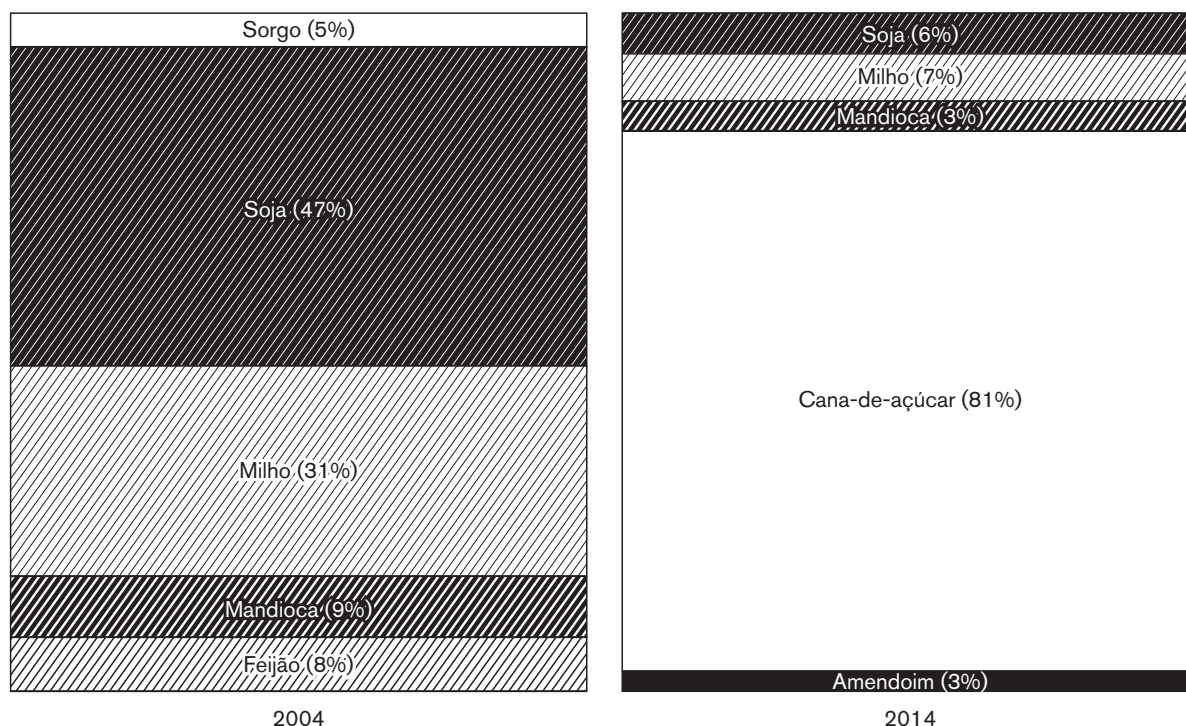 Sorgo (5%)
Soja (47%)
Milho (31%)
Mandioca (9%)
Feijão (8%)
2004
Soja (6%)
Milho (7%)
Mandioca (3%)
Cana-de-açúcar (81%)
Amendoim (3%)
2014